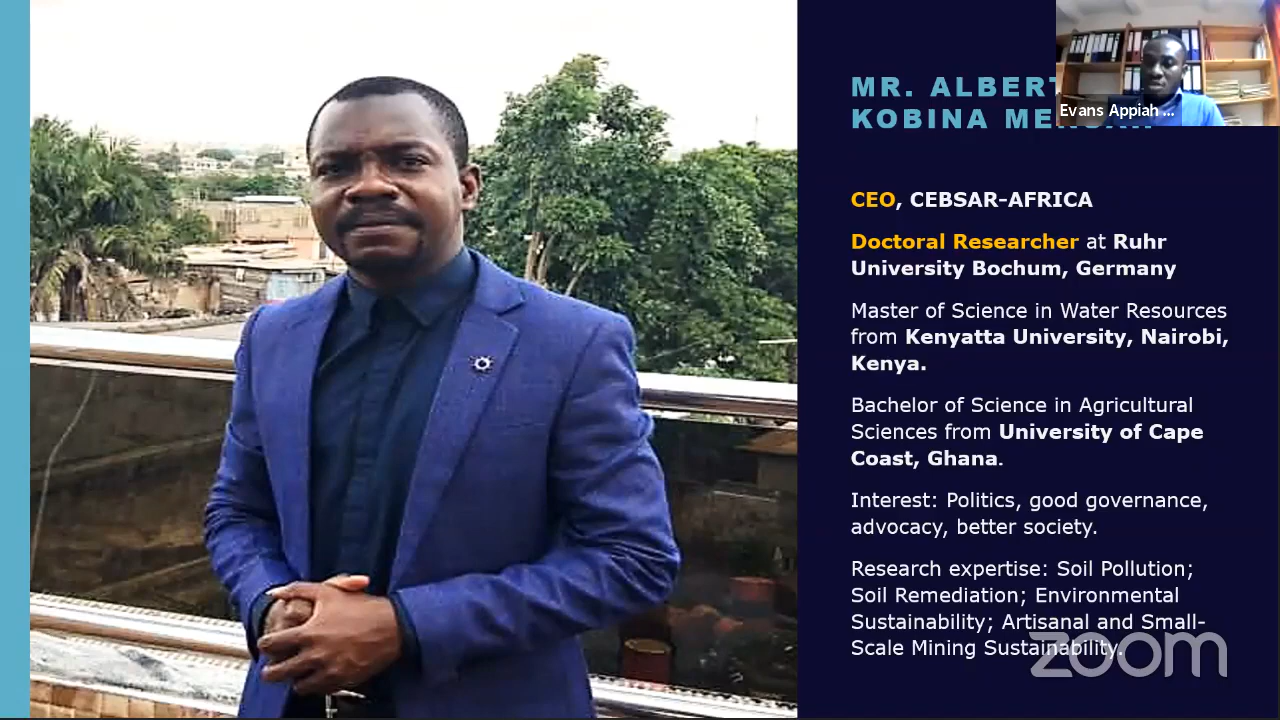 MR. ALBERT
KOBINA
Evans Appiah ...
CEO, CEBSAR-AFRICA
Doctoral Researcher at Ruhr
University Bochum, Germany
Master of Science in Water Resources
from Kenyatta University, Nairobi,
Kenya.
Bachelor of Science in Agricultural
Sciences from University of Cape
Coast, Ghana.
Interest: Politics, good governance,
advocacy, better society.
Research expertise: Soil Pollution;
Soil Remediation; Environmental
Sustainability; Artisanal and Small-
Scale Mining Sustainability.
zoom